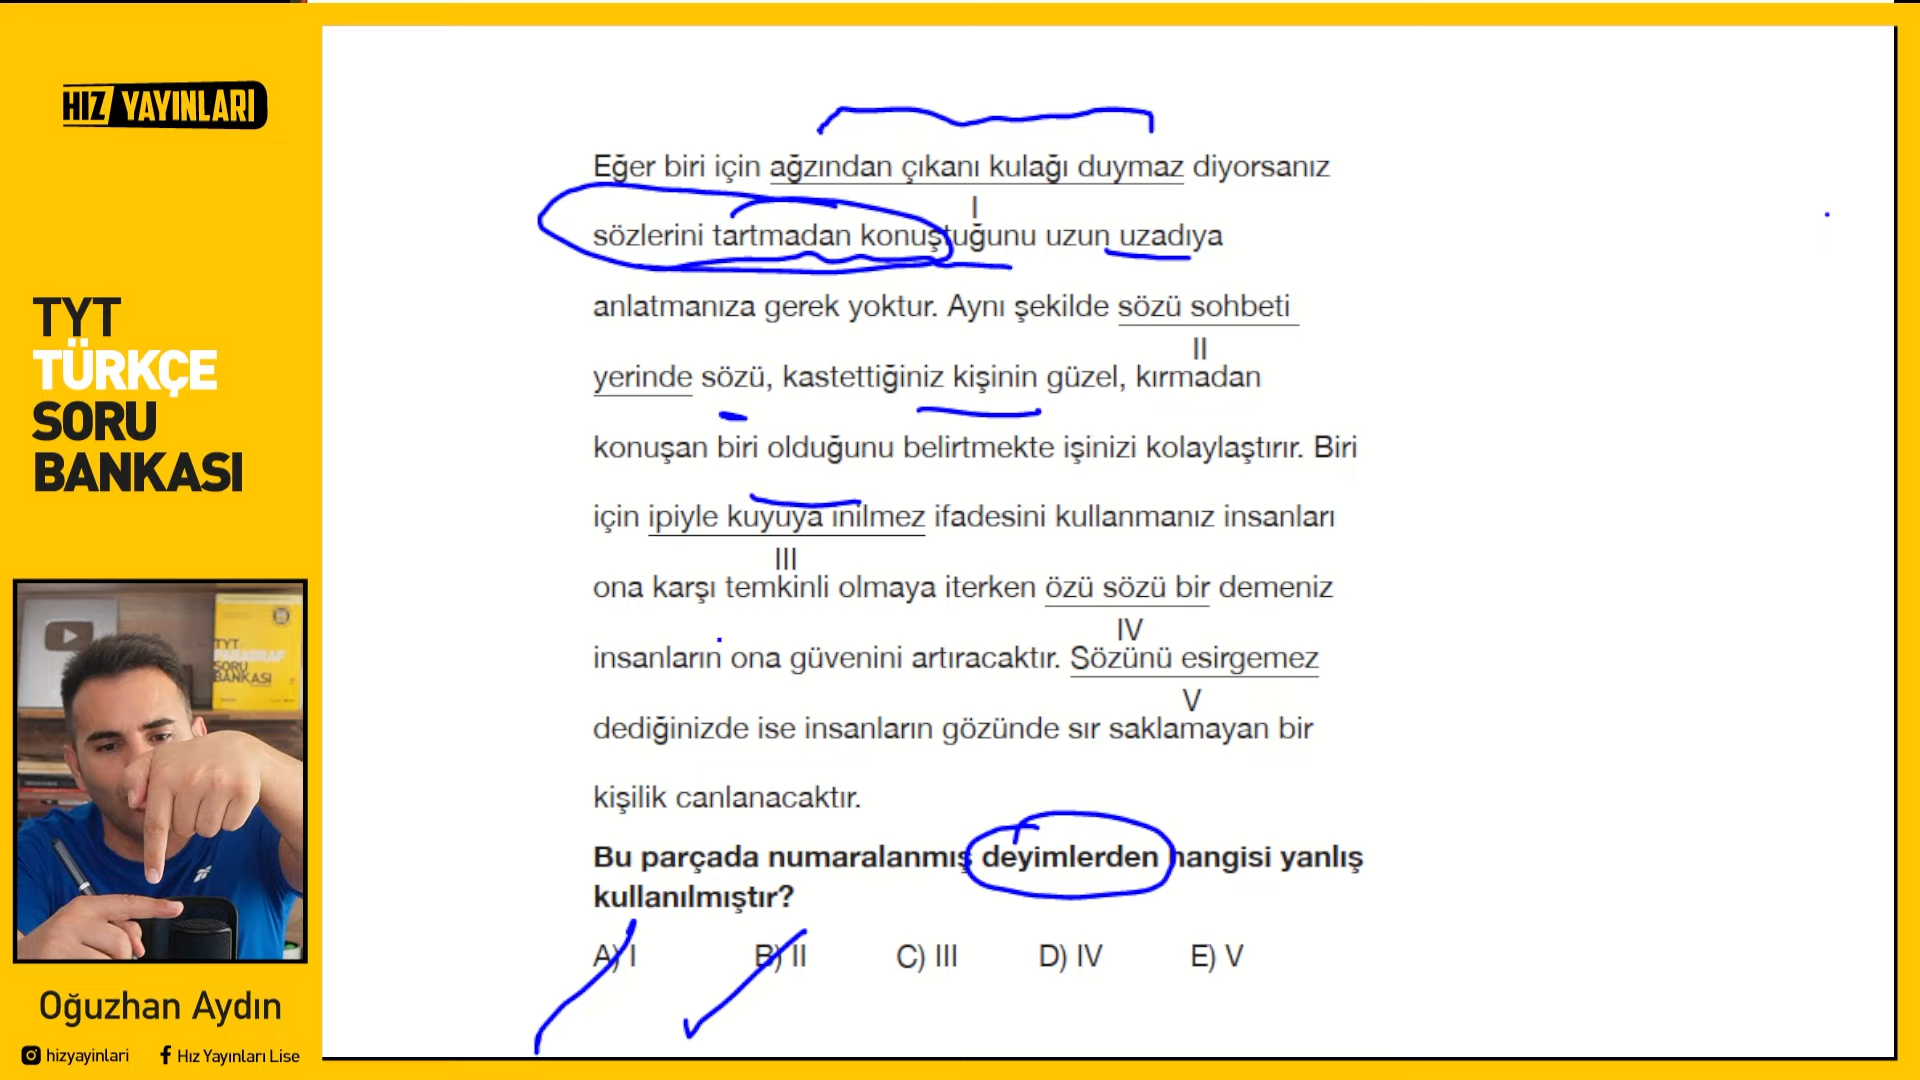 HIZ YAYINLARI
TYT
TÜRKÇE
SORU
BANKASI
Eğer biri için ağzından çıkanı kulağı duymaz diyorsanız
I
sözlerini tartmadan konuştuğunu uzun uzadıya
anlatmanıza gerek yoktur. Aynı şekilde sözü sohbeti
II
yerinde sözü, kastettiğiniz kişinin güzel, kırmadan
konuşan biri olduğunu belirtmekte işinizi kolaylaştırır. Biri
için ipiyle kuyuya inilmez ifadesini kullanmanız insanları
III
ona karşı temkinli olmaya iterken özü sözü bir demeniz
IV
insanların ona güvenini artıracaktır. Sözünü esirgemez
V
dediğinizde ise insanların gözünde sır saklamayan bir
kişilik canlanacaktır.
Bu parçada numaralanmış deyimlerden hangisi yanlış
kullanılmıştır?
A) I B) II C) III D) IV E) V
TYT
PARAGRAF
SORU
BANKASI
Oğuzhan Aydın
hizyayinlari Hız Yayınları Lise